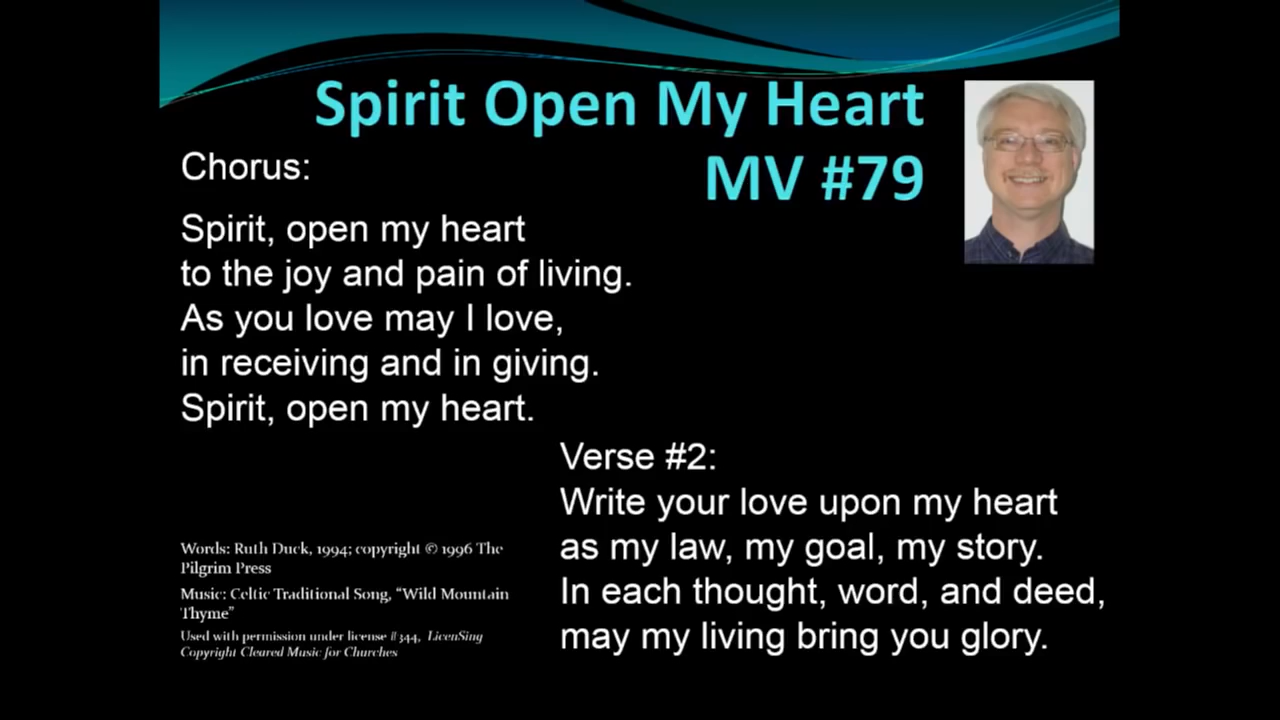 Spirit Open My Heart
MV #79
Chorus:
Spirit, open my heart
to the joy and pain of living.
As you love may I love,
in receiving and in giving.
Spirit, open my heart.
Verse #2:
Write your love upon my heart
as my law, my goal, my story.
In each thought, word, and deed,
may my living bring you glory.
Words: Ruth Duck, 1994; copyright © 1996 The
Pilgrim Press
Music: Celtic Traditional Song, “Wild Mountain
Thyme”
Used with permission under license #344, LicenSing
Copyright Cleared Music for Churches